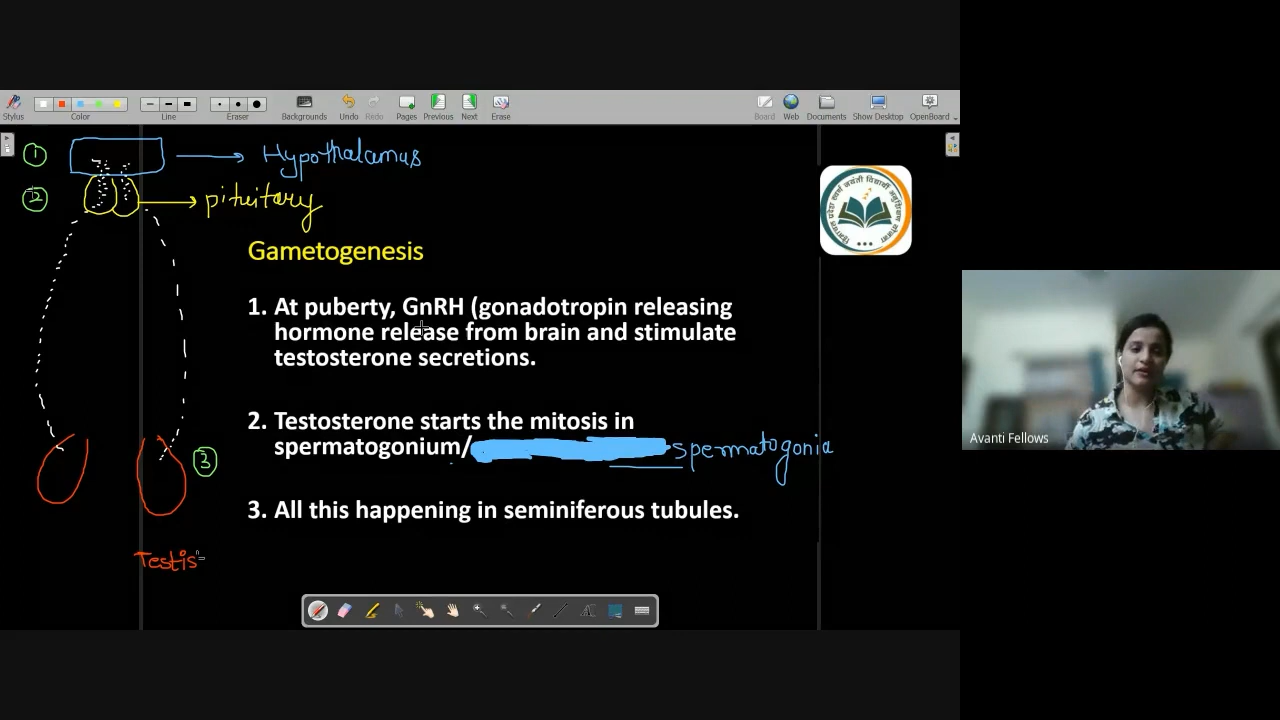 Stylus
Color
Line
Eraser
Backgrounds
Undo
Redo
Pages
Previous
Next
Erase
Board
Web
Documents
Show Desktop
OpenBoard
1
Hypothalamus
2
pituitary
Gametogenesis
1. At puberty, GnRH (gonadotropin releasing
hormone release from brain and stimulate
testosterone secretions.
2. Testosterone starts the mitosis in
spermatogonium/ spermatogonia
3
3. All this happening in seminiferous tubules.
Testis
Avanti Fellows